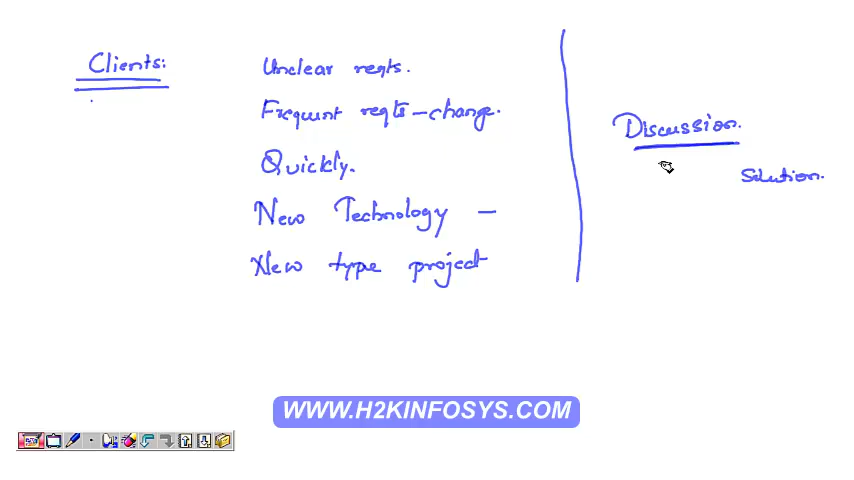 Clients:
Unclear reqts.
Frequent reqts - change.
Quickly.
New Technology -
New type project
Discussion.
Solution.
WWW.H2KINFOSYS.COM